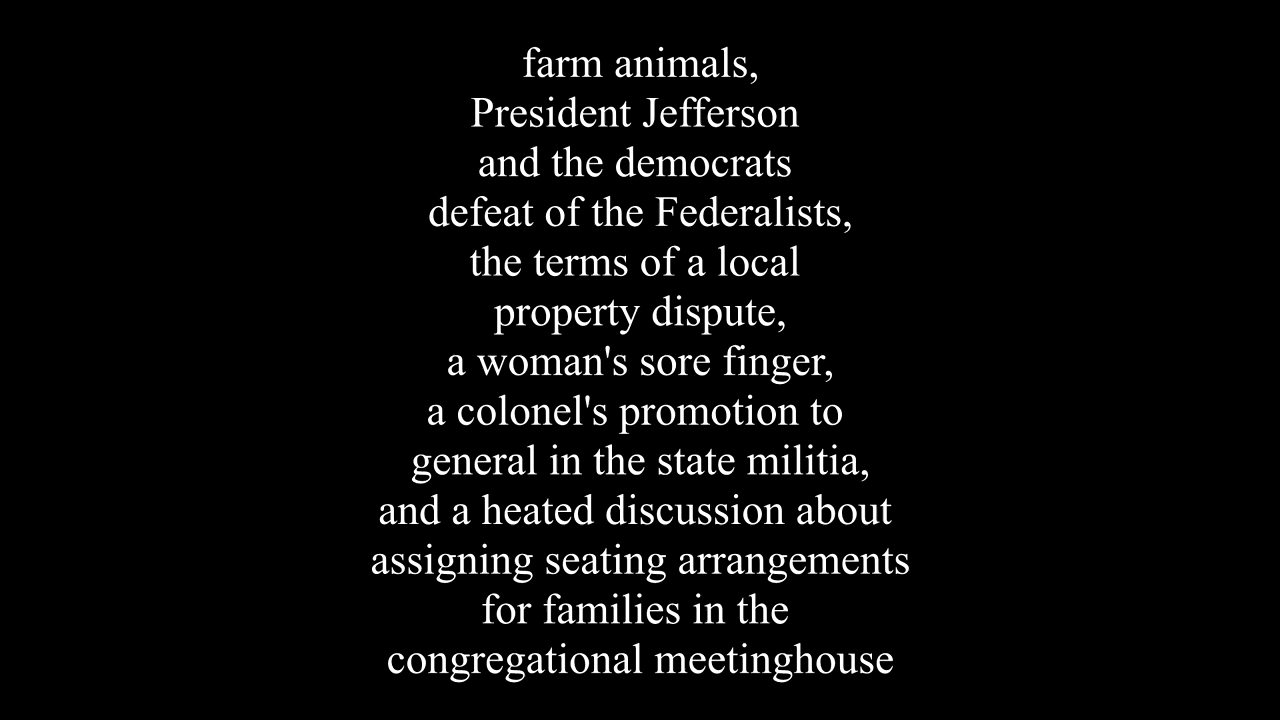 farm animals,
President Jefferson
and the democrats
defeat of the Federalists,
the terms of a local
property dispute,
a woman's sore finger,
a colonel's promotion to
general in the state militia,
and a heated discussion about
assigning seating arrangements
for families in the
congregational meetinghouse